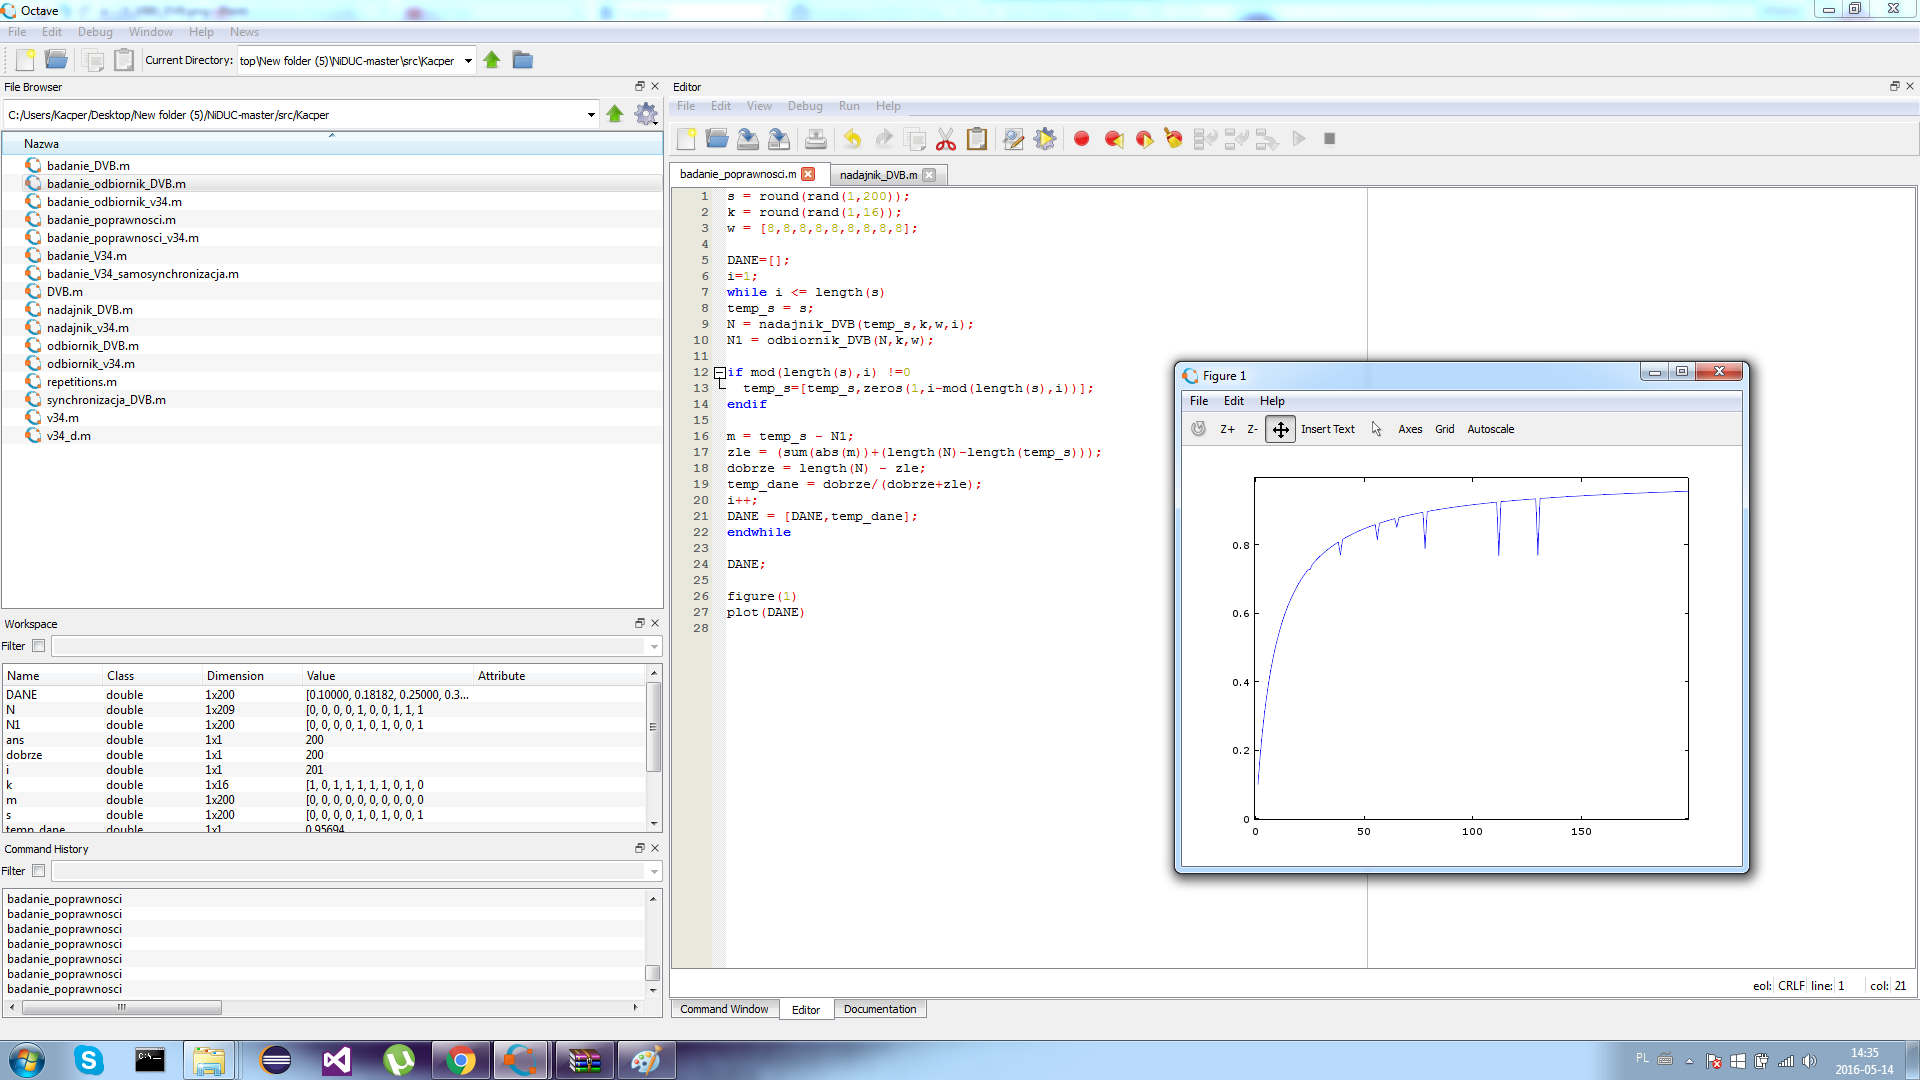 Octave
File Edit Debug Window Help News
Current Directory: top\New folder (5)\NiDUC-master\src\Kacper
File Browser
C:/Users/Kacper/Desktop/New folder (5)/NiDUC-master/src/Kacper
Nazwa
badanie_DVB.m
badanie_odbiornik_DVB.m
badanie_odbiornik_v34.m
badanie_poprawnosci.m
badanie_poprawnosci_v34.m
badanie_V34.m
badanie_V34_samosynchronizacja.m
DVB.m
nadajnik_DVB.m
nadajnik_v34.m
odbiornik_DVB.m
odbiornik_v34.m
repetitions.m
synchronizacja_DVB.m
v34.m
v34_d.m
Workspace
Filter
Name Class Dimension Value Attribute
DANE double 1x200 [0.10000, 0.18182, 0.25000, 0.3...
N double 1x209 [0, 0, 0, 0, 1, 0, 0, 1, 1, 1
N1 double 1x200 [0, 0, 0, 0, 1, 0, 1, 0, 0, 1
ans double 1x1 200
dobrze double 1x1 200
i double 1x1 201
k double 1x16 [1, 0, 1, 1, 1, 1, 1, 0, 1, 0
m double 1x200 [0, 0, 0, 0, 0, 0, 0, 0, 0, 0
s double 1x200 [0, 0, 0, 0, 1, 0, 1, 0, 0, 1
temp_dane double 1x1 0.95694
Command History
Filter
badanie_poprawnosci
badanie_poprawnosci
badanie_poprawnosci
badanie_poprawnosci
badanie_poprawnosci
badanie_poprawnosci
badanie_poprawnosci
Editor
File Edit View Debug Run Help
badanie_poprawnosci.m nadajnik_DVB.m
1 s = round(rand(1,200));
2 k = round(rand(1,16));
3 w = [8,8,8,8,8,8,8,8,8];
4
5 DANE=[];
6 i=1;
7 while i <= length(s)
8 temp_s = s;
9 N = nadajnik_DVB(temp_s,k,w,i);
10 N1 = odbiornik_DVB(N,k,w);
11
12 if mod(length(s),i) !=0
13 temp_s=[temp_s,zeros(1,i-mod(length(s),i))];
14 endif
15
16 m = temp_s - N1;
17 zle = (sum(abs(m))+(length(N)-length(temp_s)));
18 dobrze = length(N) - zle;
19 temp_dane = dobrze/(dobrze+zle);
20 i++;
21 DANE = [DANE,temp_dane];
22 endwhile
23
24 DANE;
25
26 figure(1)
27 plot(DANE)
28
Figure 1
File Edit Help
Z+ Z- Insert Text Axes Grid Autoscale
0.8
0.6
0.4
0.2
0
0 50 100 150
eol: CRLF line: 1 col: 21
Command Window Editor Documentation
PL
14:35
2016-05-14